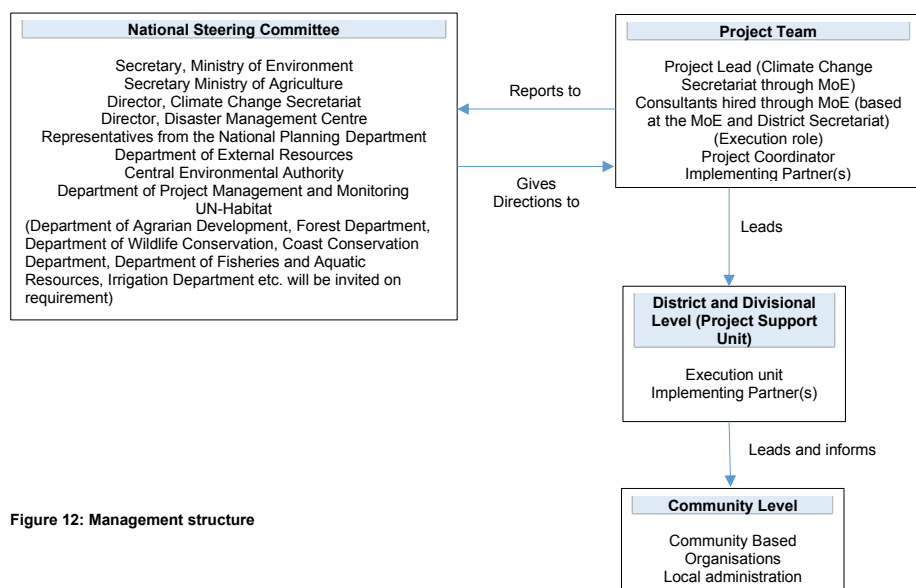 National Steering Committee
Secretary, Ministry of Environment
Secretary Ministry of Agriculture
Director, Climate Change Secretariat
Director, Disaster Management Centre
Representatives from the National Planning Department
Department of External Resources
Central Environmental Authority
Department of Project Management and Monitoring
UN-Habitat
(Department of Agrarian Development, Forest Department,
Department of Wildlife Conservation, Coast Conservation
Department, Department of Fisheries and Aquatic
Resources, Irrigation Department etc. will be invited on
requirement)
Reports to
Gives
Directions to
Project Team
Project Lead (Climate Change
Secretariat through MoE)
Consultants hired through MoE (based
at the MoE and District Secretariat)
(Execution role)
Project Coordinator
Implementing Partner(s)
Leads
District and Divisional
Level (Project Support
Unit)
Execution unit
Implementing Partner(s)
Leads and informs
Community Level
Community Based
Organisations
Local administration
Figure 12: Management structure